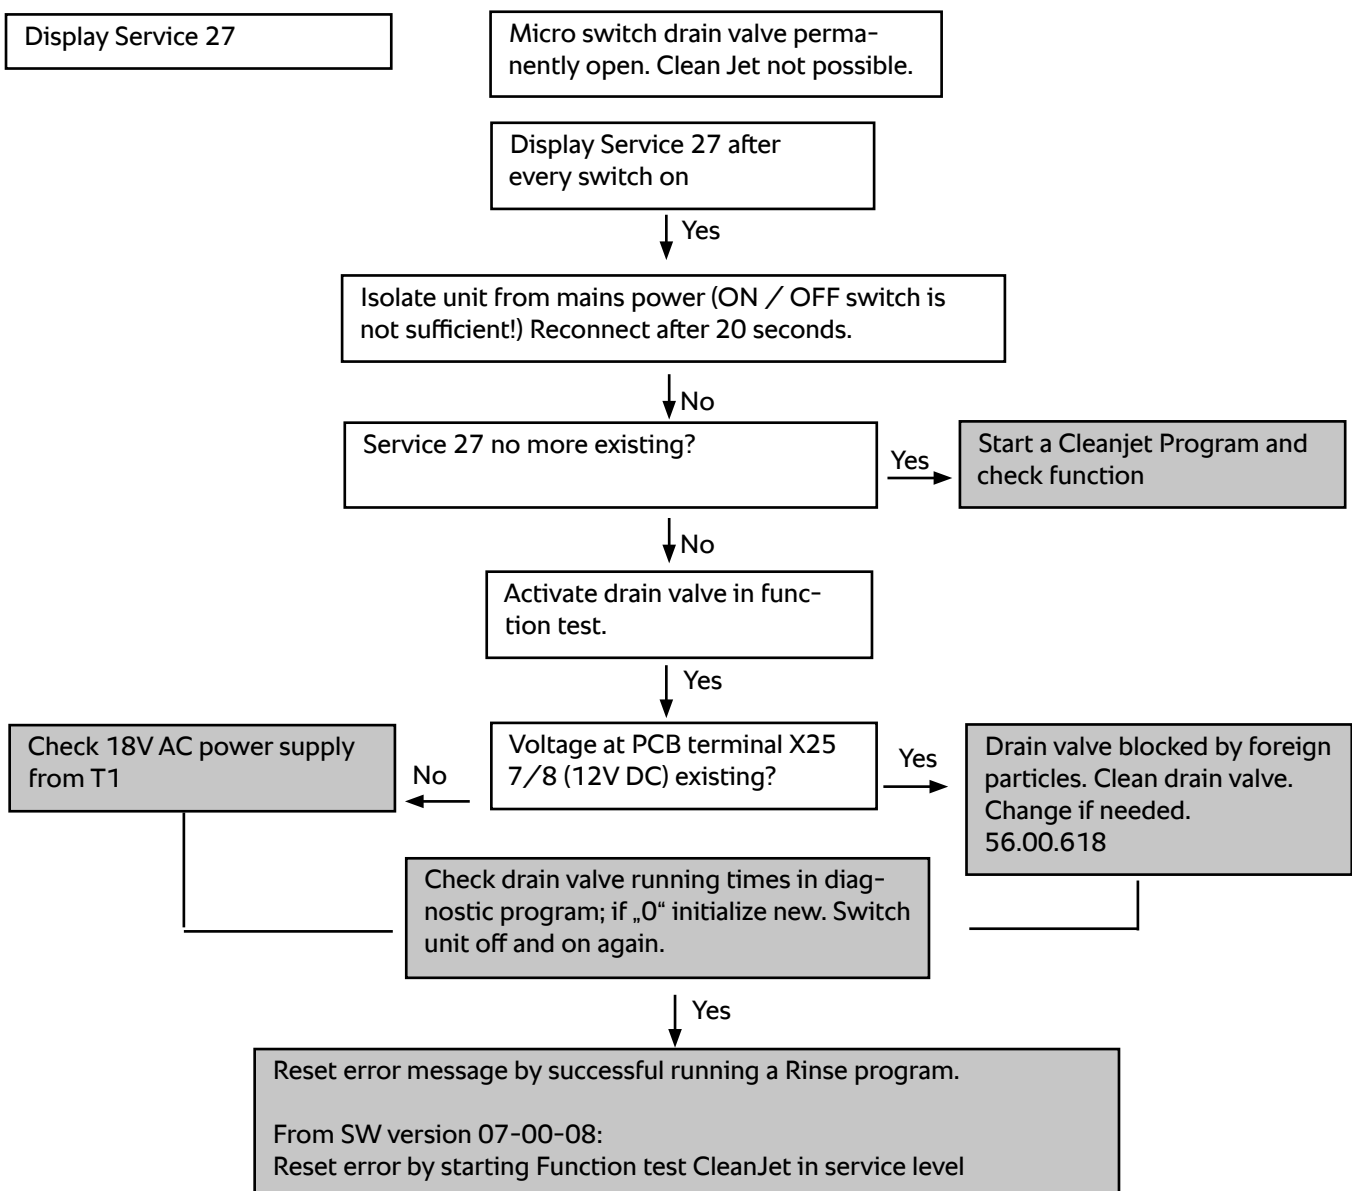 Display Service 27
Micro switch drain valve perma-
nently open. Clean Jet not possible.
Display Service 27 after
every switch on
Yes
Isolate unit from mains power (ON / OFF switch is
not sufficient!) Reconnect after 20 seconds.
No
Service 27 no more existing?
Yes
Start a Cleanjet Program and
check function
No
Activate drain valve in func-
tion test.
Yes
Check 18V AC power supply
from T1
No
Voltage at PCB terminal X25
7/8 (12V DC) existing?
Yes
Drain valve blocked by foreign
particles. Clean drain valve.
Change if needed.
56.00.618
Check drain valve running times in diag-
nostic program; if „0“ initialize new. Switch
unit off and on again.
Yes
Reset error message by successful running a Rinse program.
From SW version 07-00-08:
Reset error by starting Function test CleanJet in service level